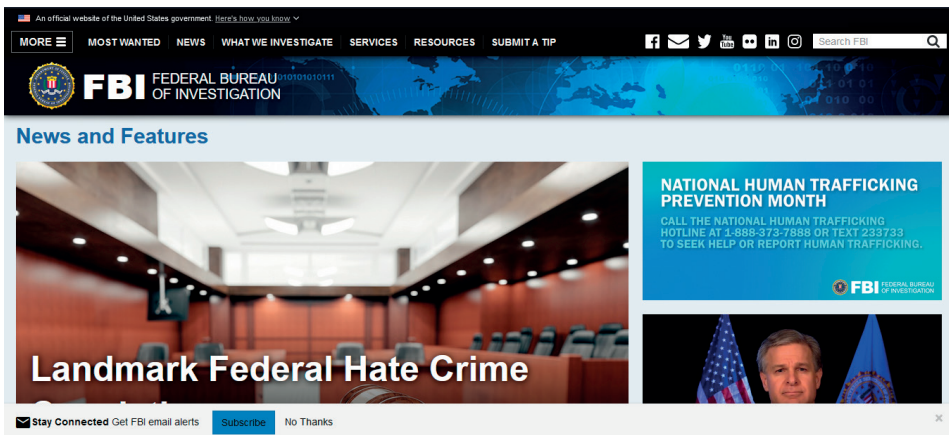 An official website of the United States government. Here's how you know
MORE MOST WANTED NEWS WHAT WE INVESTIGATE SERVICES RESOURCES SUBMIT A TIP
You
Tube
in
Search FBI
FBI FEDERAL BUREAU
OF INVESTIGATION
News and Features
NATIONAL HUMAN TRAFFICKING
PREVENTION MONTH
CALL THE NATIONAL HUMAN TRAFFICKING
HOTLINE AT 1-888-373-7888 OR TEXT 233733
TO SEEK HELP OR REPORT HUMAN TRAFFICKING.
FBI FEDERAL BUREAU
OF INVESTIGATION
Landmark Federal Hate Crime
Stay Connected Get FBI email alerts Subscribe No Thanks